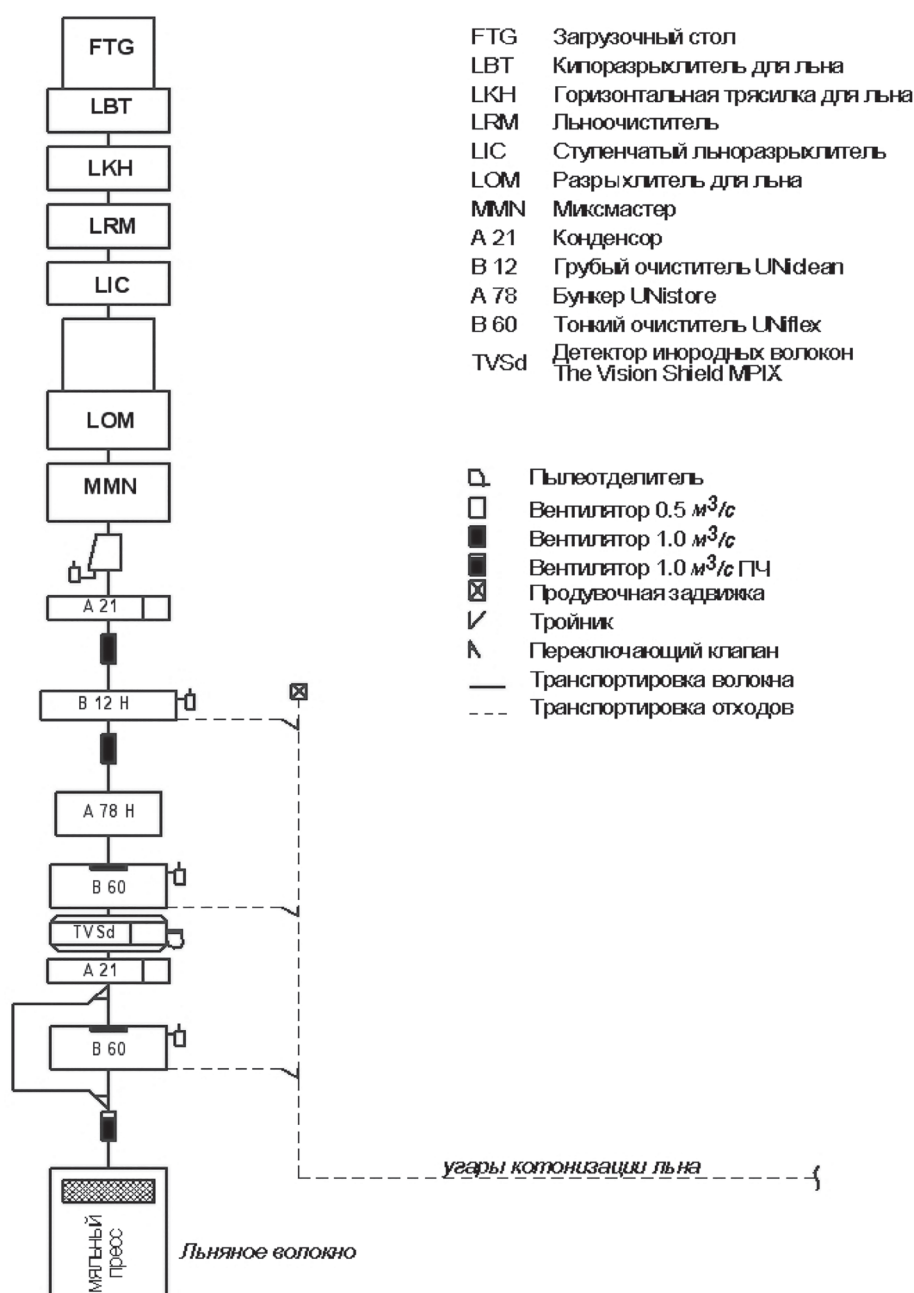 FTG
LBT
LKH
LRM
LIC
LOM
MMN
A 21
B 12 H
A 78 H
B 60
TVSd
A 21
B 60
мяльный
пресс
Льняное волокно
угары котонизации льна
FTG Загрузочный стол
LBT Кипоразрыхлитель для льна
LKH Горизонтальная трясилка для льна
LRM Льноочиститель
LIC Ступенчатый льноразрыхлитель
LOM Разрыхлитель для льна
MMN Миксмастер
A 21 Конденсор
B 12 Грубый очиститель UNiclean
A 78 Бункер UNistore
B 60 Тонкий очиститель UNiflex
TVSd Детектор инородных волокон
The Vision Shield MPIX
Пылеотделитель
Вентилятор 0.5 м³/с
Вентилятор 1.0 м³/с
Вентилятор 1.0 м³/с ПЧ
Продувочная задвижка
Тройник
Переключающий клапан
Транспортировка волокна
Транспортировка отходов